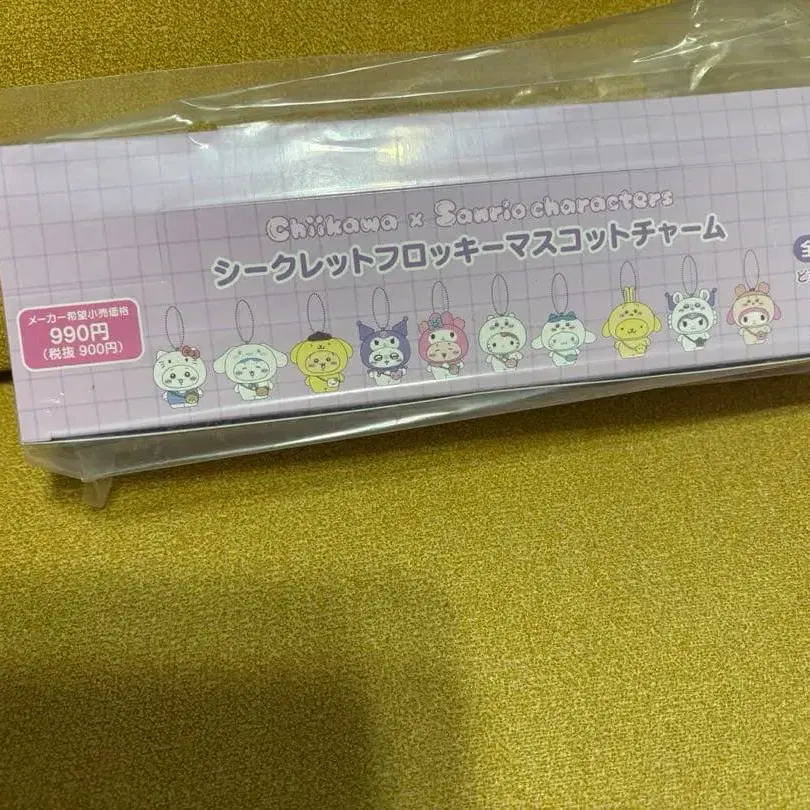 Chiikawa x Sanrio characters
シークレットフロッキーマスコットチャーム
メーカー希望小売価格
990円
(税抜 900円)